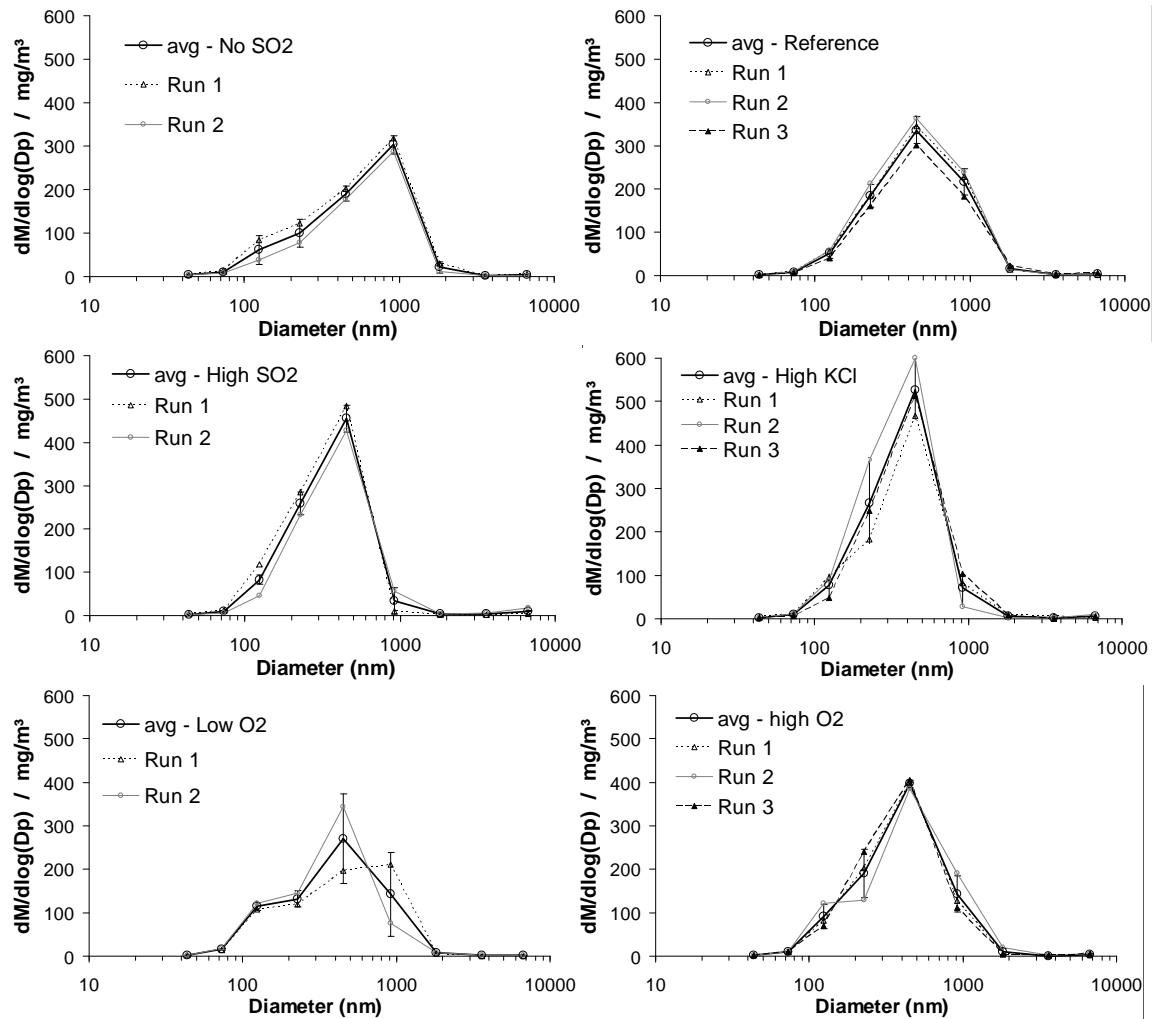 dM/dlog(Dp) / mg/m³
600
500
400
300
200
100
0
avg - No SO2
Run 1
Run 2
10
100
1000
10000
Diameter (nm)
dM/dlog(Dp) / mg/m³
600
500
400
300
200
100
0
avg - Reference
Run 1
Run 2
Run 3
10
100
1000
10000
Diameter (nm)
dM/dlog(Dp) / mg/m³
600
500
400
300
200
100
0
avg - High SO2
Run 1
Run 2
10
100
1000
10000
Diameter (nm)
dM/dlog(Dp) / mg/m³
600
500
400
300
200
100
0
avg - High KCl
Run 1
Run 2
Run 3
10
100
1000
10000
Diameter (nm)
dM/dlog(Dp) / mg/m³
600
500
400
300
200
100
0
avg - Low O2
Run 1
Run 2
10
100
1000
10000
Diameter (nm)
dM/dlog(Dp) / mg/m³
600
500
400
300
200
100
0
avg - high O2
Run 1
Run 2
Run 3
10
100
1000
10000
Diameter (nm)